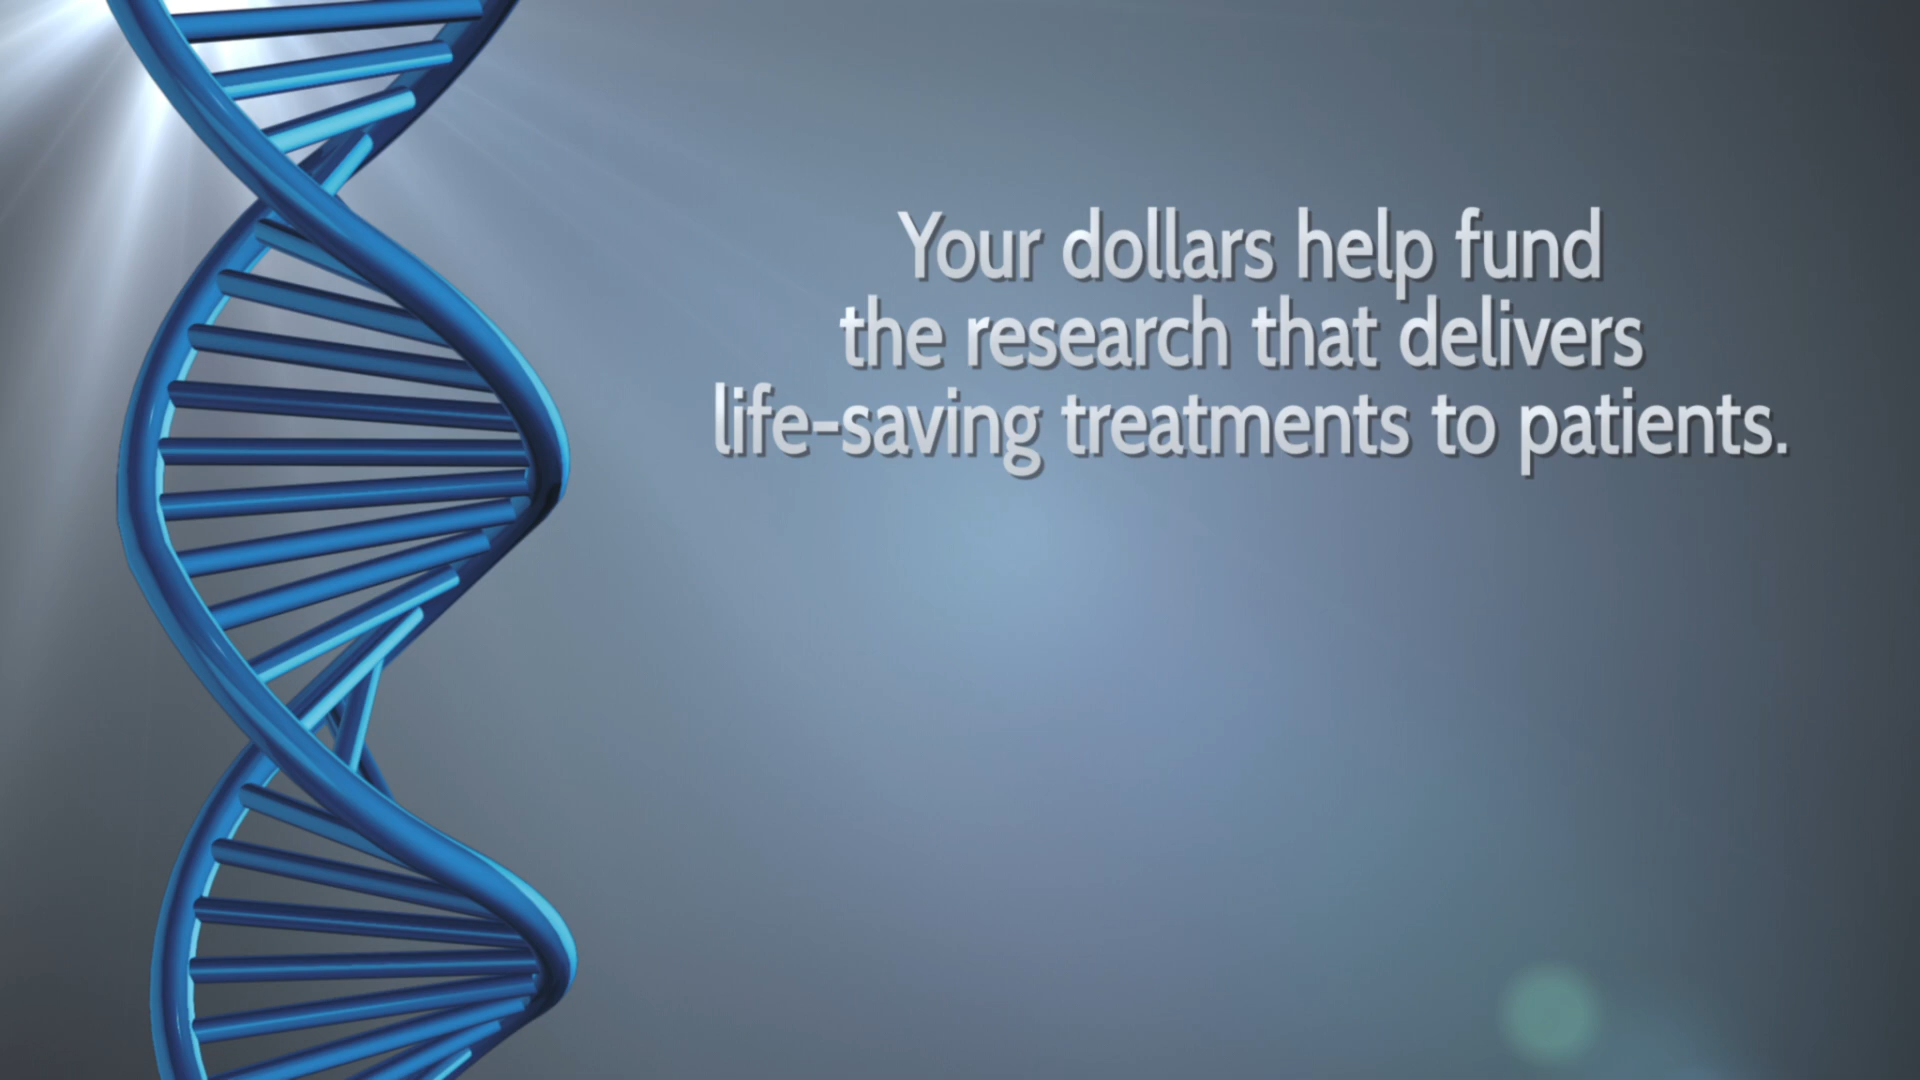 Your dollars help fund
the research that delivers
life-saving treatments to patients.